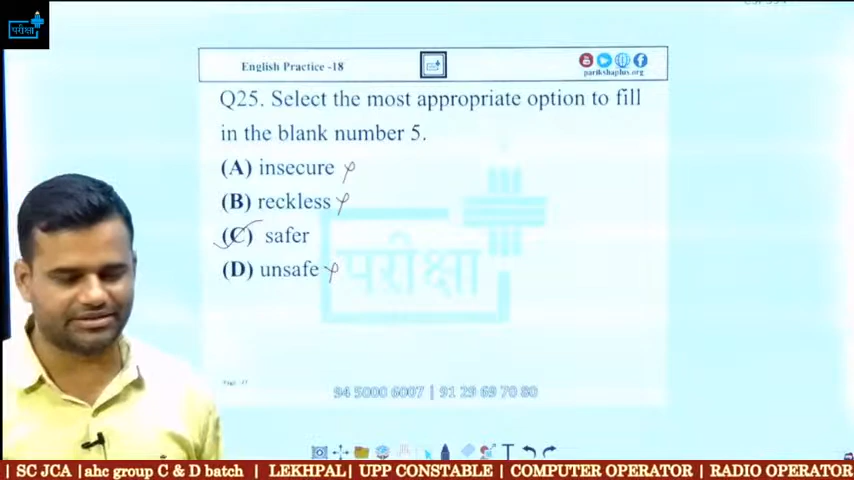 परीक्षा
English Practice -18
parikshaplus.org
Q25. Select the most appropriate option to fill
in the blank number 5.
(A) insecure
(B) reckless
(C) safer
(D) unsafe
परीक्षा
94 5000 6007 | 91 29 69 70 80
| SC JCA |ahc group C & D batch | LEKHPAL| UPP CONSTABLE | COMPUTER OPERATOR | RADIO OPERATOR